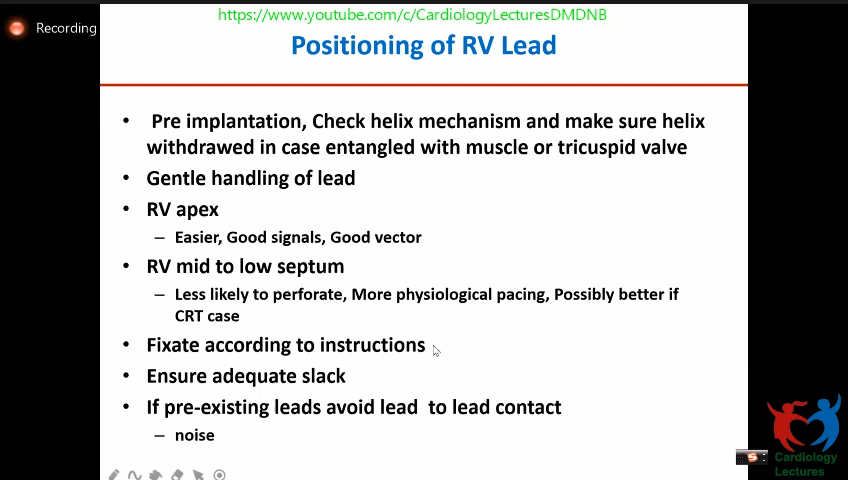 https://www.youtube.com/c/CardiologyLecturesDMDNB
Recording
Positioning of RV Lead
• Pre implantation, Check helix mechanism and make sure helix
withdrawed in case entangled with muscle or tricuspid valve
• Gentle handling of lead
• RV apex
– Easier, Good signals, Good vector
• RV mid to low septum
– Less likely to perforate, More physiological pacing, Possibly better if
CRT case
• Fixate according to instructions
• Ensure adequate slack
• If pre-existing leads avoid lead to lead contact
– noise
S
Cardiology
Lectures